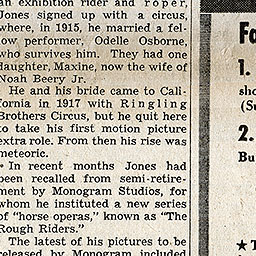 an exhibition rider and roper,
Jones signed up with a circus,
where, in 1915, he married a fel-
low performer, Odelle Osborne,
who survives him. They had one
daughter, Maxine, now the wife of
Noah Beery Jr.
He and his bride came to Cali-
fornia in 1917 with Ringling
Brothers Circus, but he quit here
to take his first motion picture
extra role. From then his rise was
meteoric.
In recent months Jones had
been recalled from semi-retire-
ment by Monogram Studios, for
whom he instituted a new series
of "horse operas," known as "The
Rough Riders."
The latest of his pictures to be
released by Monogram included
Fa
1.
sho
(Su
2.
Bu
★ T